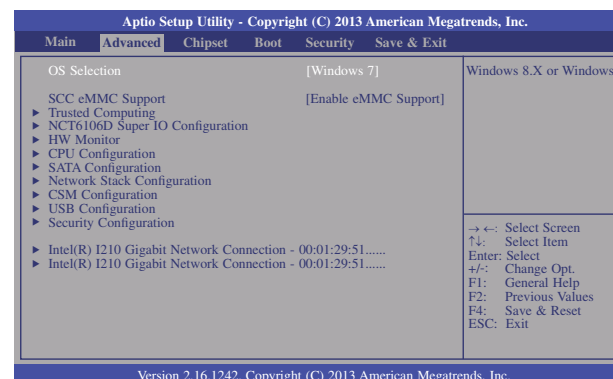 Aptio Setup Utility - Copyright (C) 2013 American Megatrends, Inc.
Main Advanced Chipset Boot Security Save & Exit
OS Selection [Windows 7]
SCC eMMC Support [Enable eMMC Support]
► Trusted Computing
► NCT6106D Super IO Configuration
► HW Monitor
► CPU Configuration
► SATA Configuration
► Network Stack Configuration
► CSM Configuration
► USB Configuration
► Security Configuration
► Intel(R) I210 Gigabit Network Connection - 00:01:29:51......
► Intel(R) I210 Gigabit Network Connection - 00:01:29:51......
Windows 8.X or Windows
→ ←: Select Screen
↑↓: Select Item
Enter: Select
+/-: Change Opt.
F1: General Help
F2: Previous Values
F4: Save & Reset
ESC: Exit
Version 2.16.1242. Copyright (C) 2013 American Megatrends, Inc.